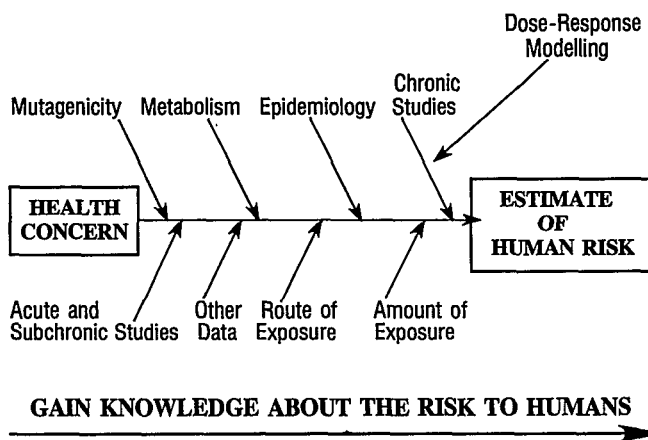 Dose-Response
Modelling
Chronic
Studies
Mutagenicity
Metabolism
Epidemiology
HEALTH
CONCERN
ESTIMATE
OF
HUMAN RISK
Acute and
Subchronic Studies
Other
Data
Route of
Exposure
Amount of
Exposure
GAIN KNOWLEDGE ABOUT THE RISK TO HUMANS